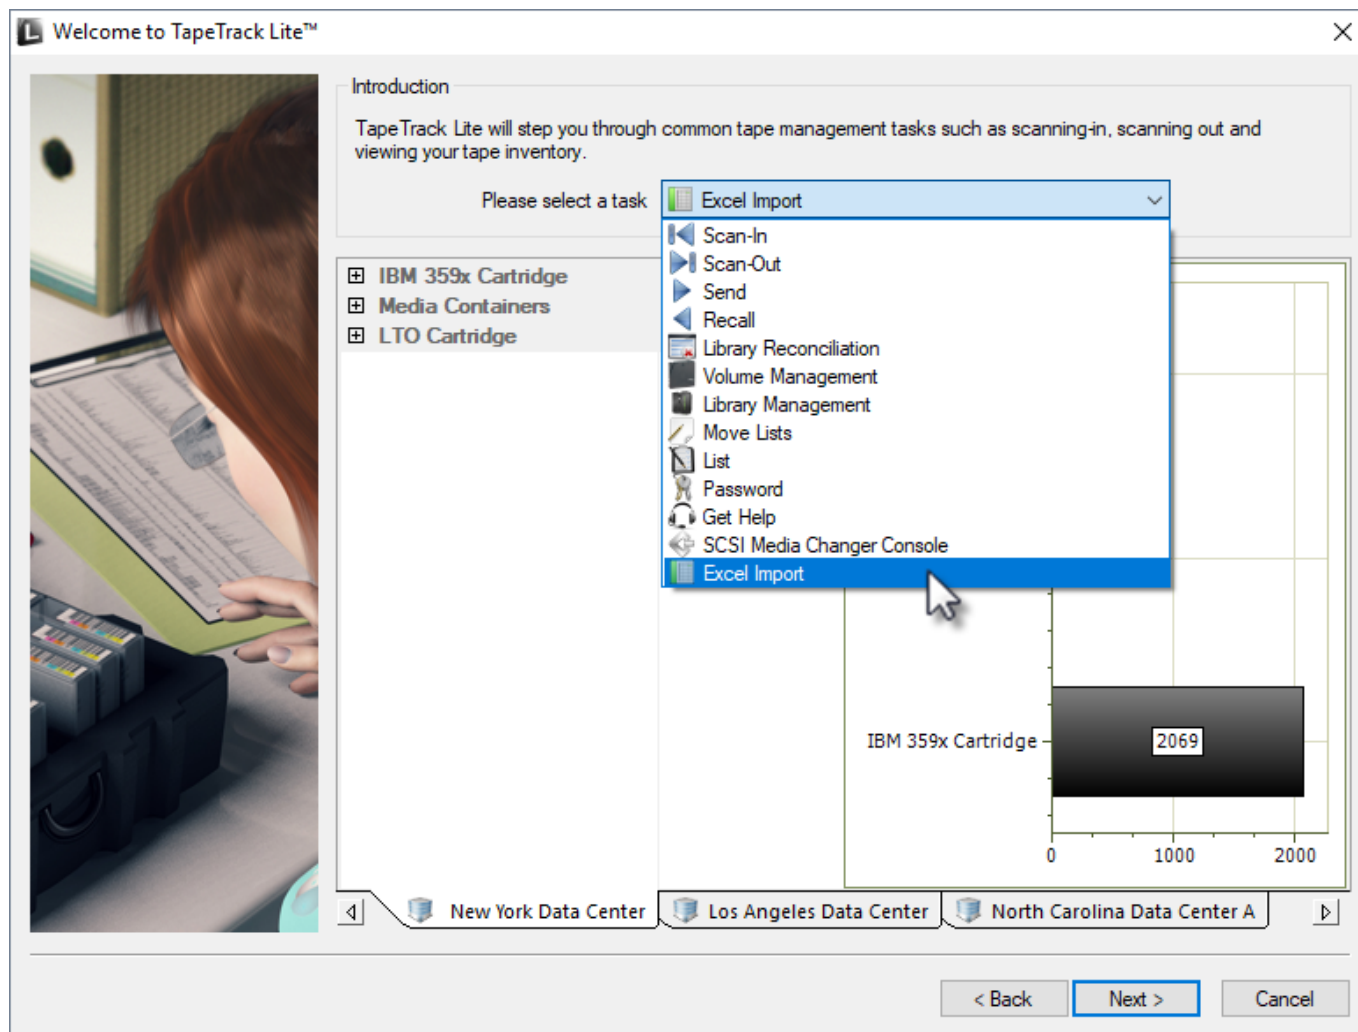 Welcome to TapeTrack Lite™
Introduction
TapeTrack Lite will step you through common tape management tasks such as scanning-in, scanning out and
viewing your tape inventory.
Please select a task
Excel Import
Scan-In
Scan-Out
Send
Recall
Library Reconciliation
Volume Management
Library Management
Move Lists
List
Password
Get Help
SCSI Media Changer Console
Excel Import
IBM 359x Cartridge
Media Containers
LTO Cartridge
IBM 359x Cartridge
2069
0 1000 2000
New York Data Center
Los Angeles Data Center
North Carolina Data Center A
< Back
Next >
Cancel